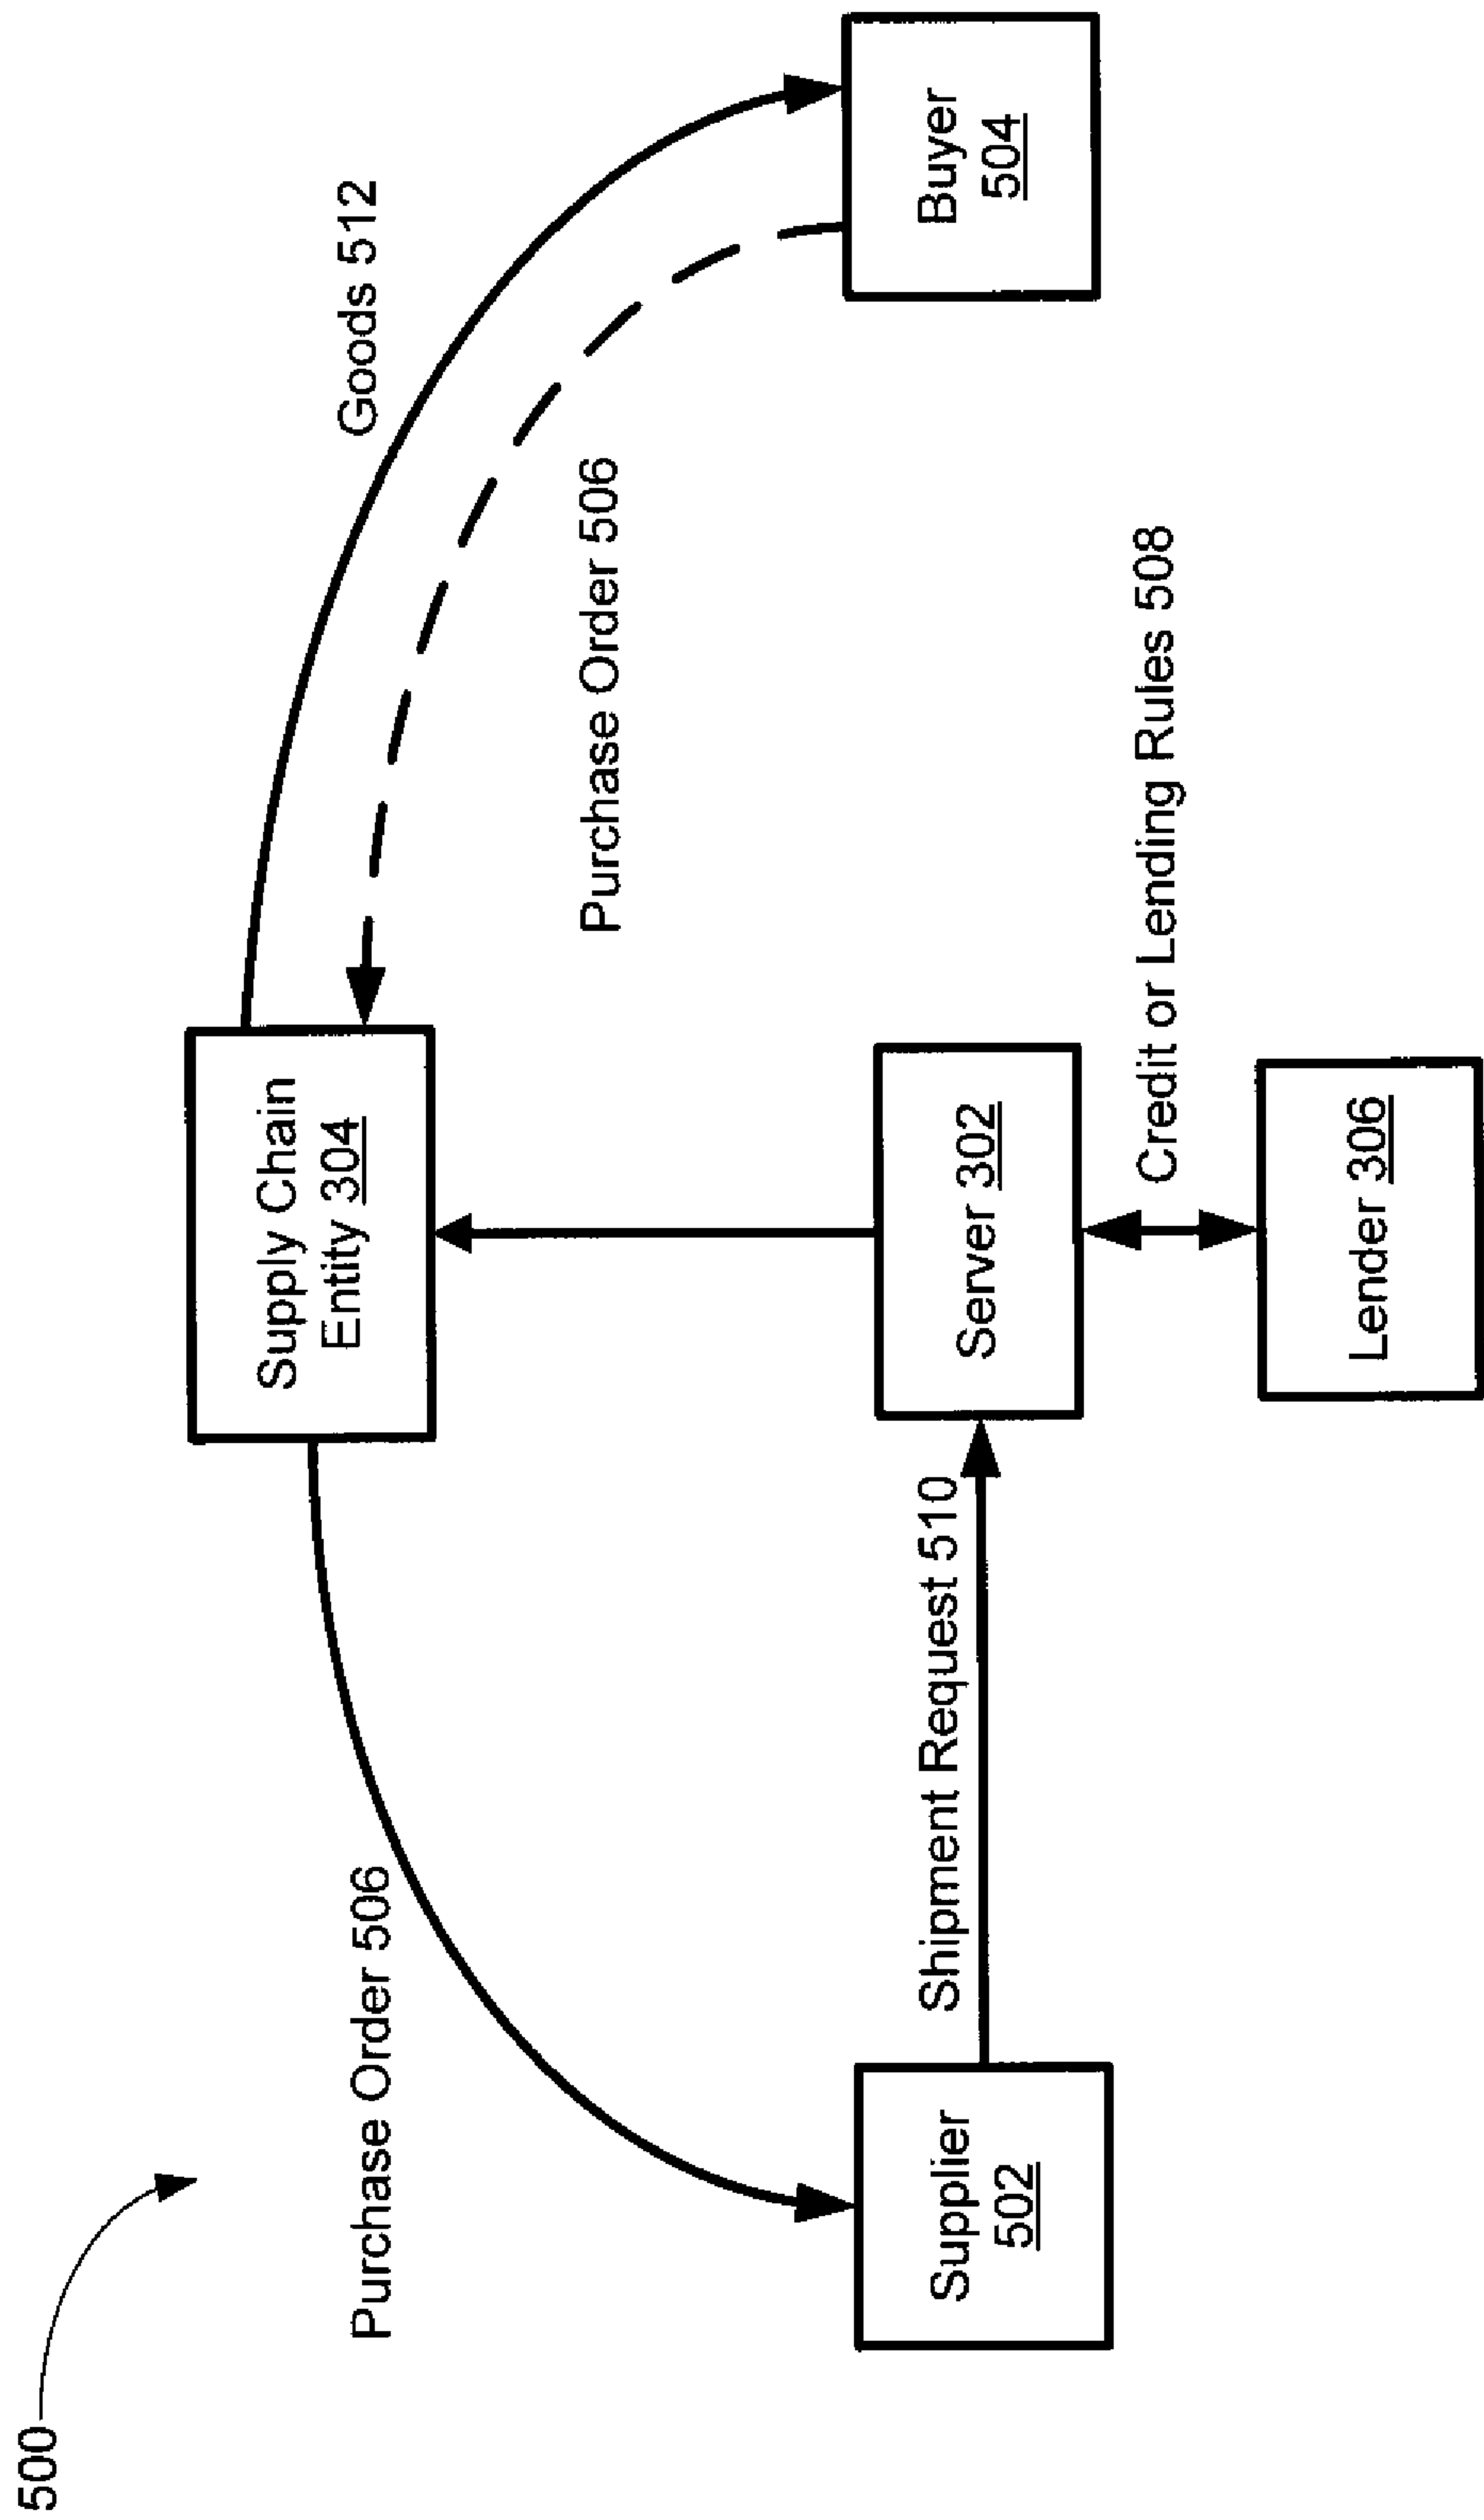 500
Purchase Order 506
Goods 512
Supply Chain
Entity 304
Purchase Order 506
Supplier
502
Shipment Request 510
Server 302
Buyer
504
Credit or Lending Rules 508
Lender 306